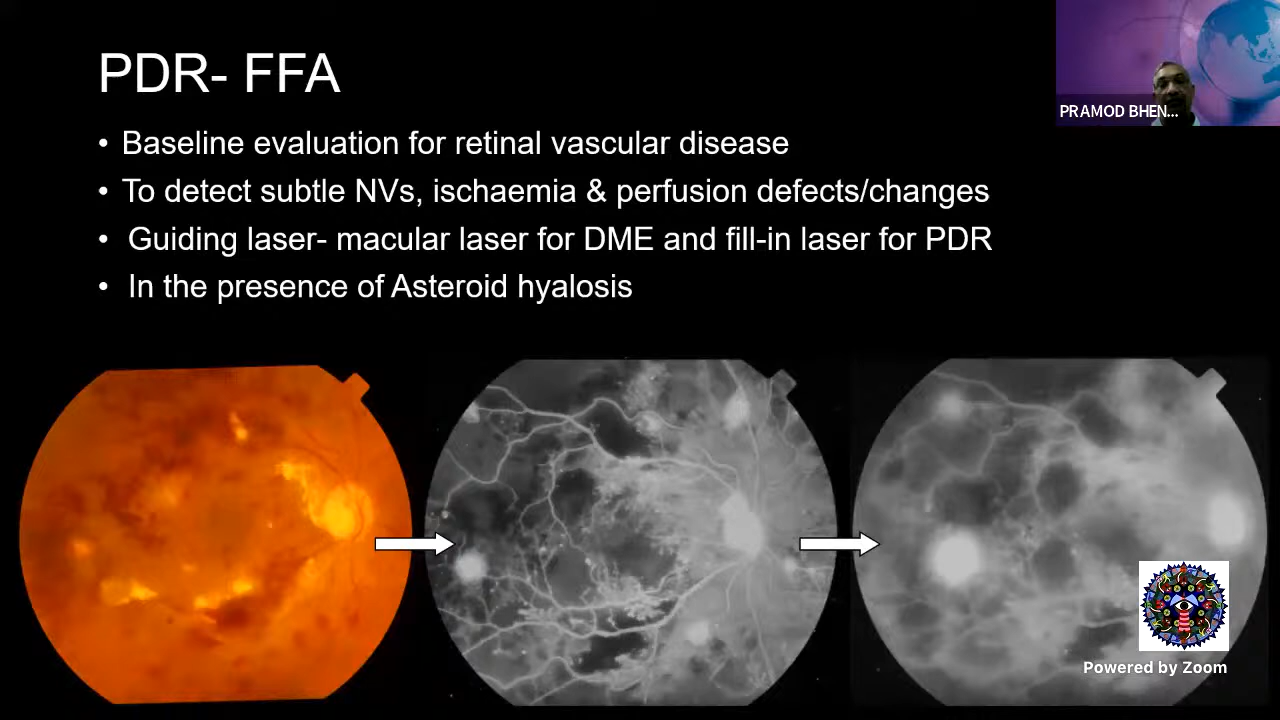 PDR- FFA
PRAMOD BHEN...
• Baseline evaluation for retinal vascular disease
• To detect subtle NVs, ischaemia & perfusion defects/changes
• Guiding laser- macular laser for DME and fill-in laser for PDR
• In the presence of Asteroid hyalosis
Powered by Zoom